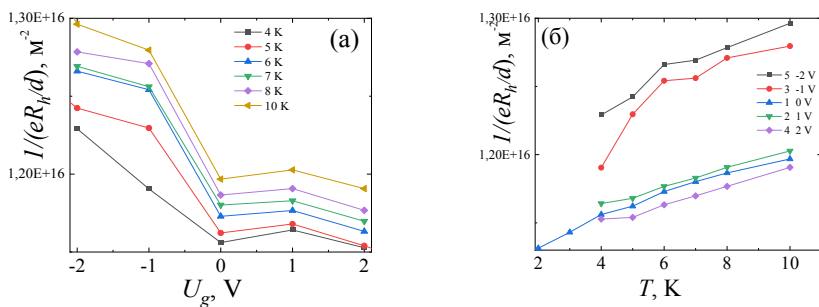 1,30E+16
1,20E+16
1/(eR_h/d), м⁻²
(а)
4 K
5 K
6 K
7 K
8 K
10 K
-2 -1 0 1 2
U_g, V
1,30E+16
1,20E+16
1/(eR_h/d), м⁻²
(б)
5 -2 V
3 -1 V
1 0 V
2 1 V
4 2 V
2 4 6 8 10
T, K